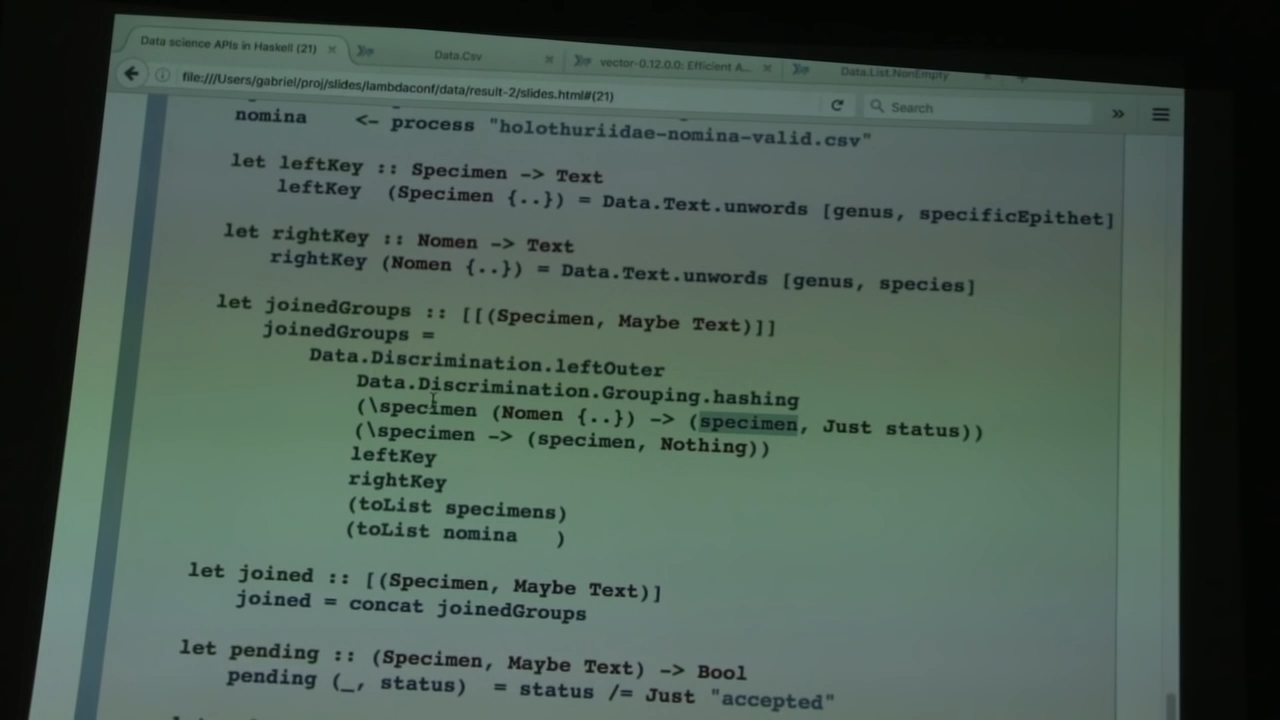 Data science APIs in Haskell (21) Data.Csv vector-0.12.0.0: Efficient A... Data.List.NonEmpty
file:///Users/gabriel/proj/slides/lambdaconf/data/result-2/slides.html#(21) Search
nomina <- process "holothuriidae-nomina-valid.csv"
let leftKey :: Specimen -> Text
leftKey (Specimen {..}) = Data.Text.unwords [genus, specificEpithet]
let rightKey :: Nomen -> Text
rightKey (Nomen {..}) = Data.Text.unwords [genus, species]
let joinedGroups :: [[(Specimen, Maybe Text)]]
joinedGroups =
Data.Discrimination.leftOuter
Data.Discrimination.Grouping.hashing
(\specimen (Nomen {..}) -> (specimen, Just status))
(\specimen -> (specimen, Nothing))
leftKey
rightKey
(toList specimens)
(toList nomina )
let joined :: [(Specimen, Maybe Text)]
joined = concat joinedGroups
let pending :: (Specimen, Maybe Text) -> Bool
pending (_, status) = status /= Just "accepted"